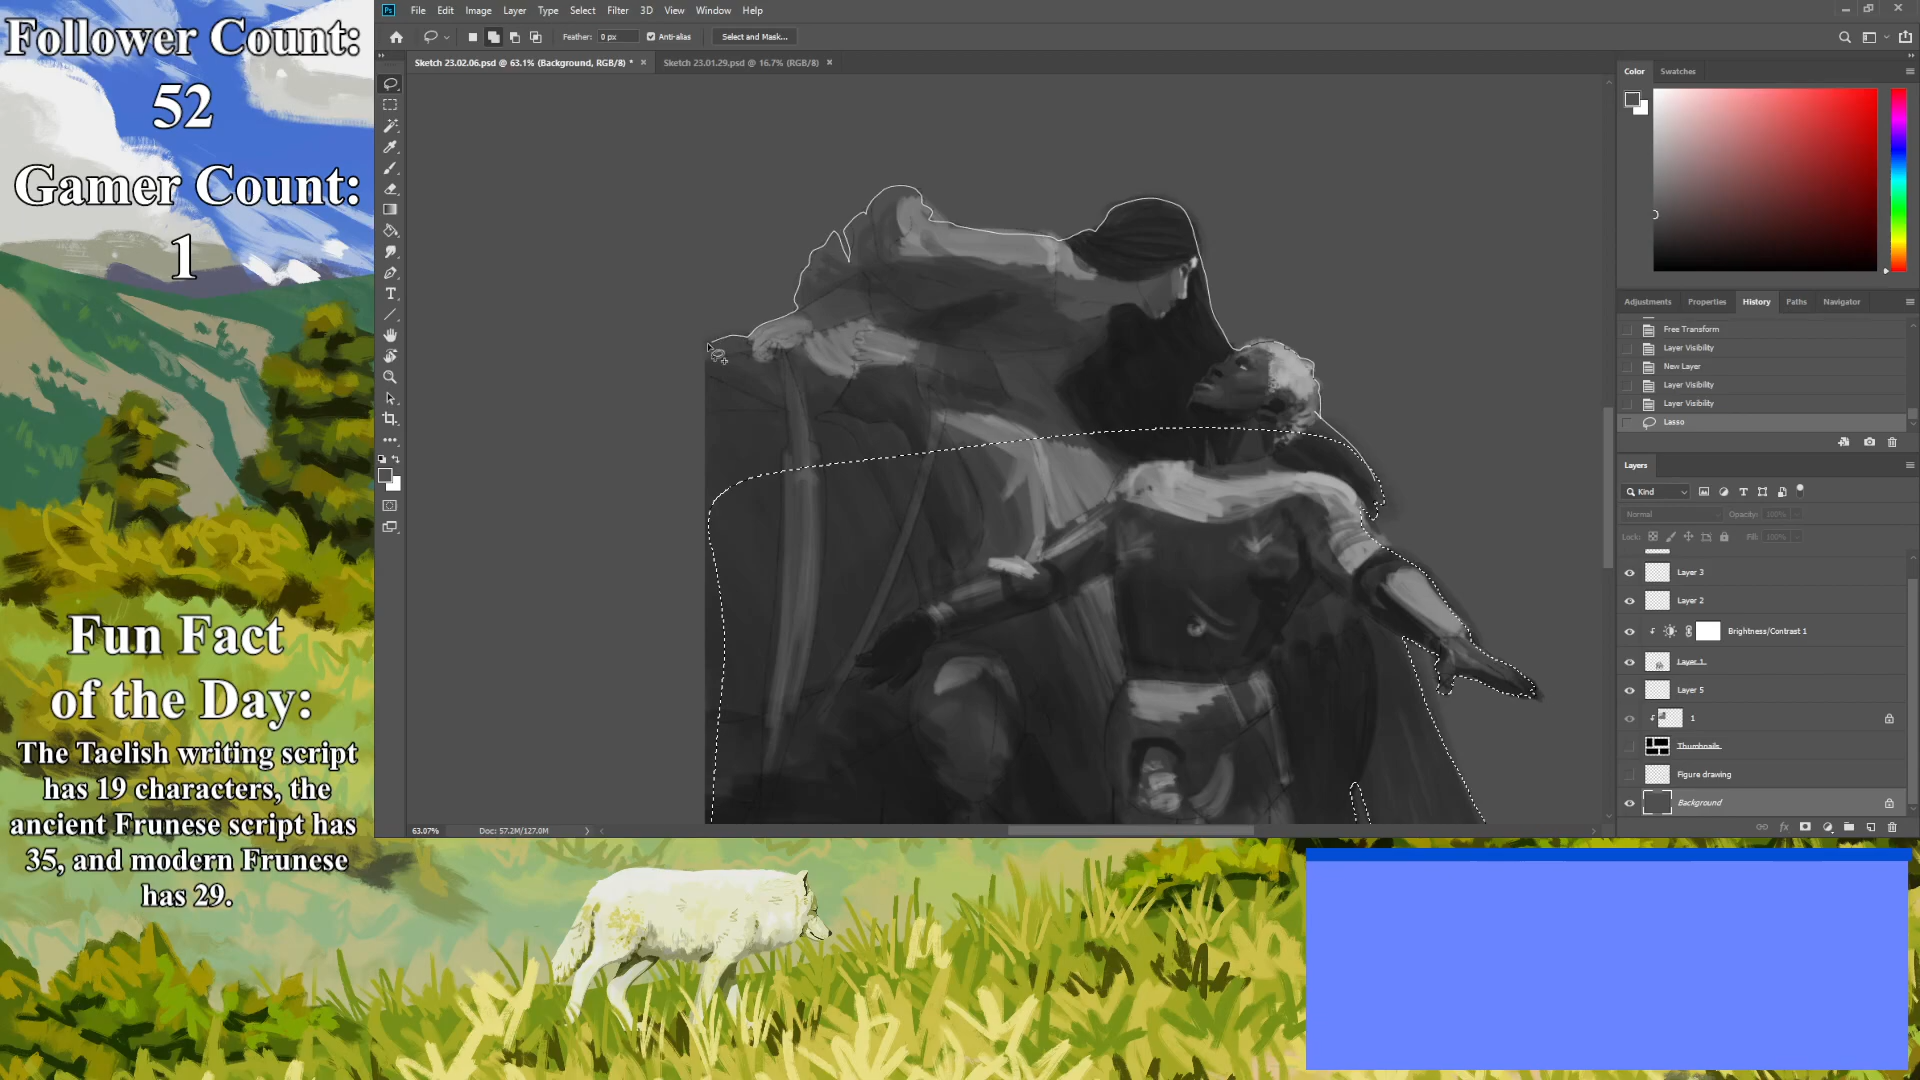 Follower Count:
52
Gamer Count:
1
Fun Fact
of the Day:
The Taelish writing script
has 19 characters, the
ancient Frunese script has
35, and modern Frunese
has 29.
Ps File Edit Image Layer Type Select Filter 3D View Window Help
Feather: 0 px Anti-alias Select and Mask...
Sketch 23.02.06.psd @ 63.1% (Background, RGB/8) * × Sketch 23.01.29.psd @ 16.7% (RGB/8) ×
Color Swatches
Adjustments Properties History Paths Navigator
Free Transform
Layer Visibility
New Layer
Layer Visibility
Layer Visibility
Lasso
Layers
Kind
Normal Opacity: 100%
Lock: Fill: 100%
Layer 3
Layer 2
Brightness/Contrast 1
Layer 1
Layer 5
1
Thumbnails
Figure drawing
Background
63.07% Doc: 57.2M/127.0M